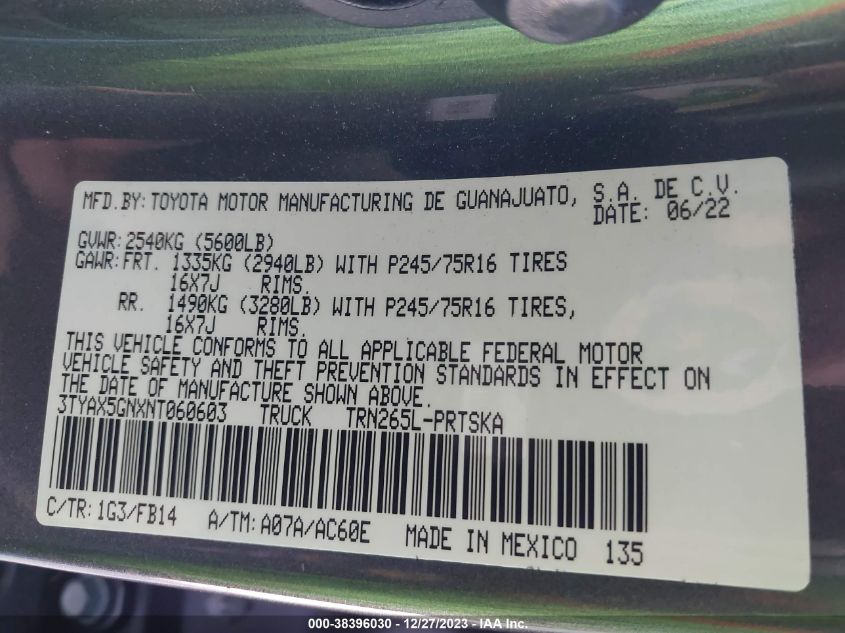 MFD.BY: TOYOTA MOTOR MANUFACTURING DE GUANAJUATO, S.A. DE C.V.
DATE: 06/22
GVWR: 2540KG (5600LB)
GAWR: FRT. 1335KG (2940LB) WITH P245/75R16 TIRES
16X7J RIMS.
RR. 1490KG (3280LB) WITH P245/75R16 TIRES,
16X7J RIMS.
THIS VEHICLE CONFORMS TO ALL APPLICABLE FEDERAL MOTOR
VEHICLE SAFETY AND THEFT PREVENTION STANDARDS IN EFFECT ON
THE DATE OF MANUFACTURE SHOWN ABOVE.
3TYAX5GNXNT060603 TRUCK TRN265L-PRTSKA
C/TR: 1G3/FB14 A/TM: A07A/AC60E MADE IN MEXICO 135
000-38396030 - 12/27/2023 - IAA Inc.